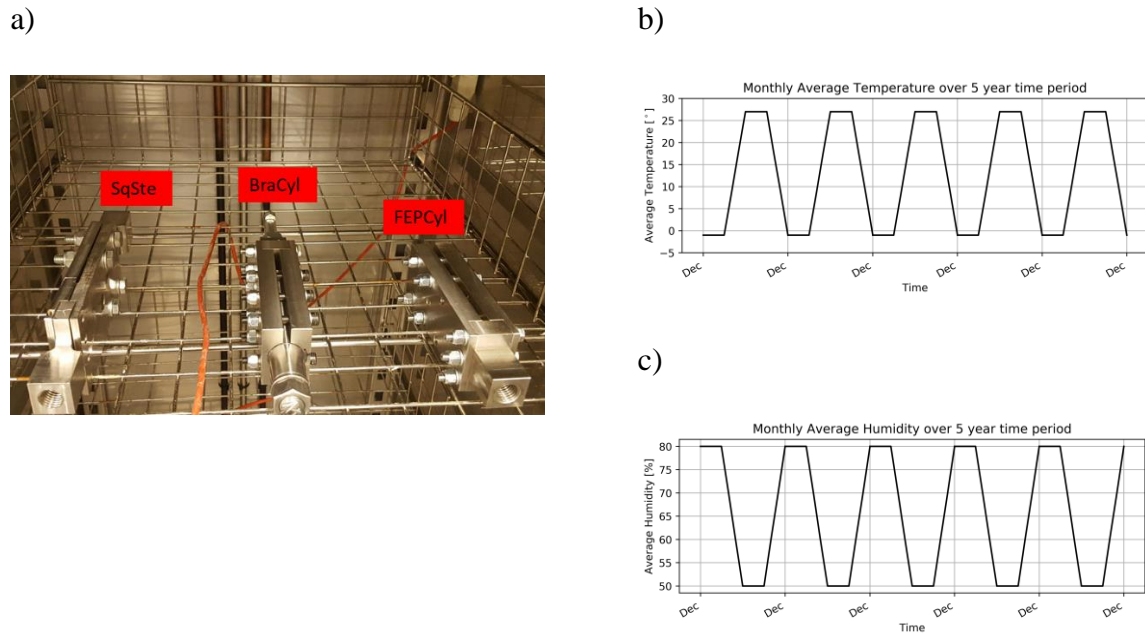 a)
SqSte
BraCyl
FEPCyl
b)
Monthly Average Temperature over 5 year time period
Average Temperature [°]
30
25
20
15
10
5
0
−5
Dec Dec Dec Dec Dec Dec
Time
c)
Monthly Average Humidity over 5 year time period
Average Humidity [%]
80
75
70
65
60
55
50
Dec Dec Dec Dec Dec Dec
Time